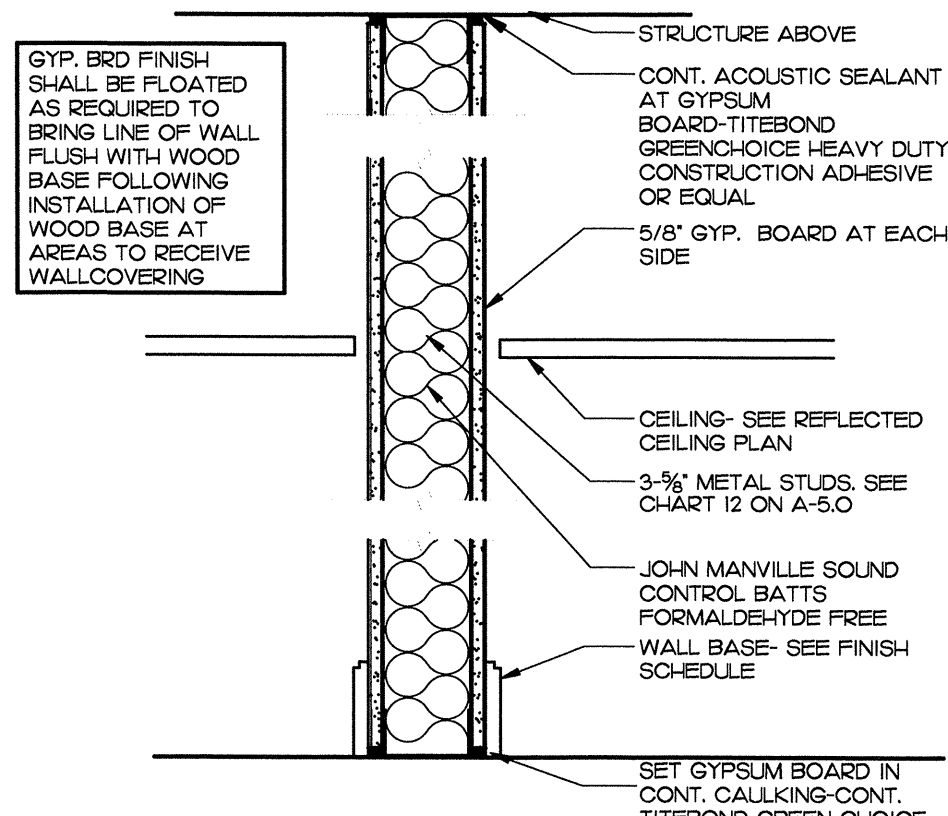 GYP. BRD FINISH
SHALL BE FLOATED
AS REQUIRED TO
BRING LINE OF WALL
FLUSH WITH WOOD
BASE FOLLOWING
INSTALLATION OF
WOOD BASE AT
AREAS TO RECEIVE
WALLCOVERING
STRUCTURE ABOVE
CONT. ACOUSTIC SEALANT
AT GYPSUM
BOARD-TITEBOND
GREENCHOICE HEAVY DUTY
CONSTRUCTION ADHESIVE
OR EQUAL
5/8" GYP. BOARD AT EACH
SIDE
CEILING- SEE REFLECTED
CEILING PLAN
3-5/8" METAL STUDS. SEE
CHART 12 ON A-5.0
JOHN MANVILLE SOUND
CONTROL BATTS
FORMALDEHYDE FREE
WALL BASE- SEE FINISH
SCHEDULE
SET GYPSUM BOARD IN
CONT. CAULKING-CONT.
TITEBOND GREEN CHOICE